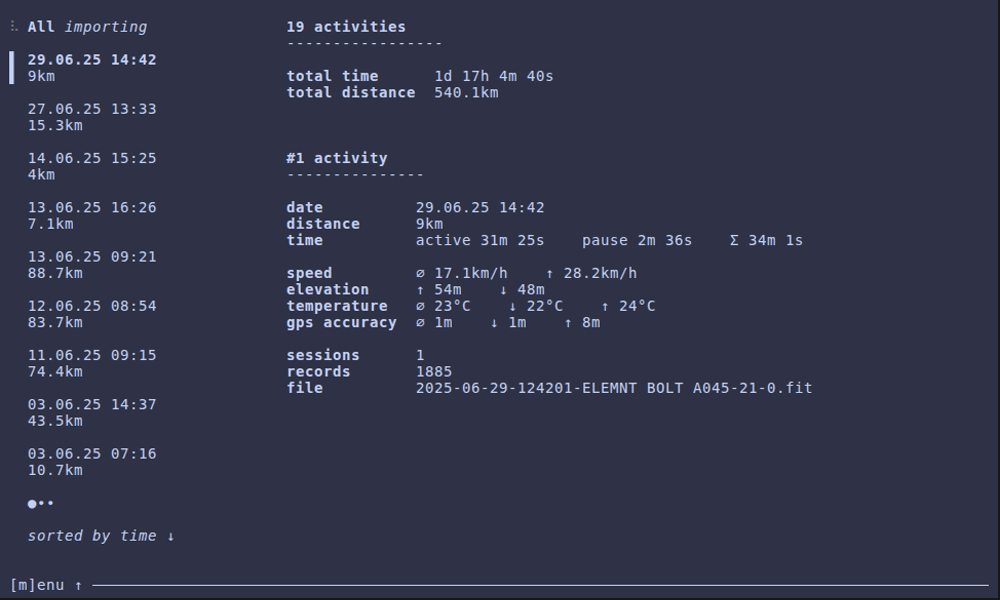 All importing
29.06.25 14:42
9km
27.06.25 13:33
15.3km
14.06.25 15:25
4km
13.06.25 16:26
7.1km
13.06.25 09:21
88.7km
12.06.25 08:54
83.7km
11.06.25 09:15
74.4km
03.06.25 14:37
43.5km
03.06.25 07:16
10.7km
●••
sorted by time ↓
19 activities
-----------------
total time 1d 17h 4m 40s
total distance 540.1km
#1 activity
---------------
date 29.06.25 14:42
distance 9km
time active 31m 25s pause 2m 36s Σ 34m 1s
speed ⌀ 17.1km/h ↑ 28.2km/h
elevation ↑ 54m ↓ 48m
temperature ⌀ 23°C ↓ 22°C ↑ 24°C
gps accuracy ⌀ 1m ↓ 1m ↑ 8m
sessions 1
records 1885
file 2025-06-29-124201-ELEMNT BOLT A045-21-0.fit
[m]enu ↑